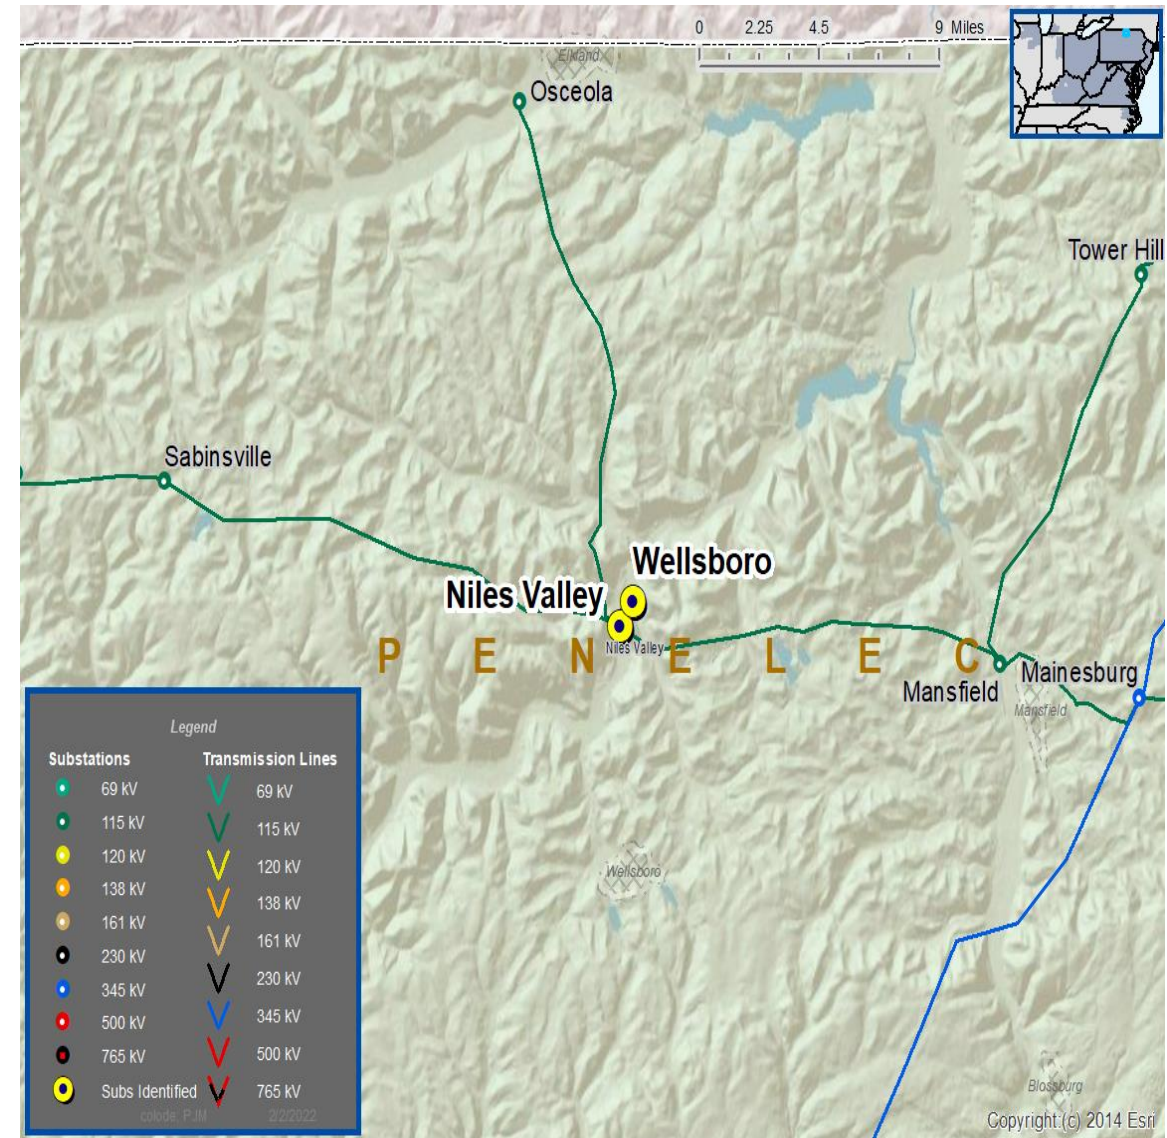 0 2.25 4.5 9 Miles
Elkland
Osceola
Tower Hill
Sabinsville
Wellsboro
Niles Valley
Niles Valley
P E N E L E C
Mansfield
Mainesburg
Mansfield
Legend
Substations Transmission Lines
69 kV 69 kV
115 kV 115 kV
120 kV 120 kV
138 kV 138 kV
161 kV 161 kV
230 kV 230 kV
345 kV 345 kV
500 kV 500 kV
765 kV 765 kV
Subs Identified
colode, PJM 2/2/2022
Wellsboro
Blossburg
Copyright:(c) 2014 Esri